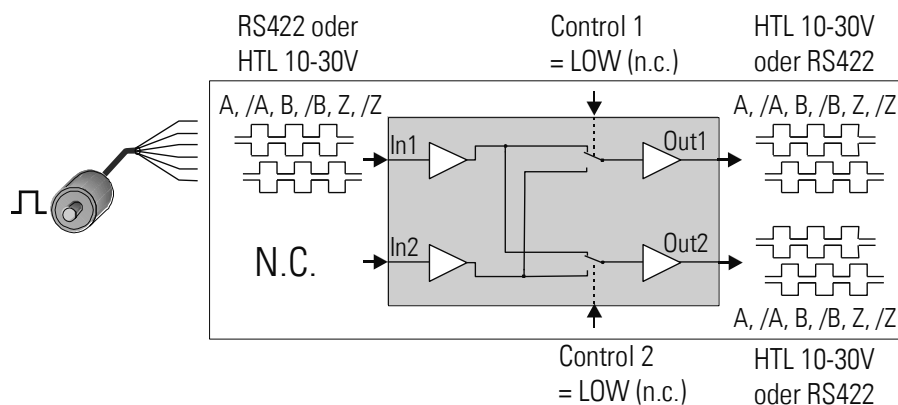 RS422 oder
HTL 10-30V
Control 1
= LOW (n.c.)
HTL 10-30V
oder RS422
A, /A, B, /B, Z, /Z
A, /A, B, /B, Z, /Z
In1
Out1
In2
Out2
N.C.
A, /A, B, /B, Z, /Z
Control 2
= LOW (n.c.)
HTL 10-30V
oder RS422